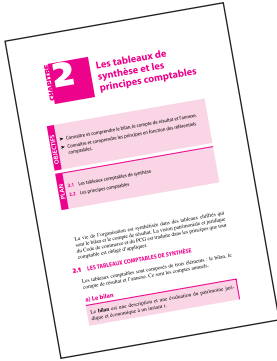 CHAPITRE
2
Les tableaux de
synthèse et les
principes comptables
OBJECTIFS
➤ Connaître et comprendre le bilan, le compte de résultat et l'annexe.
➤ Connaître et comprendre les principes en fonction des référentiels
comptables.
PLAN
2.1 Les tableaux comptables de synthèse
2.2 Les principes comptables
La vie de l'organisation est synthétisée dans des tableaux chiffrés qui
sont le bilan et le compte de résultat. La vision patrimoniale et juridique
du Code de commerce et du PCG est traduite dans les principes que tout
comptable est obligé d'appliquer.
2.1 LES TABLEAUX COMPTABLES DE SYNTHÈSE
Les tableaux comptables sont composés de trois éléments : le bilan, le
compte de résultat et l'annexe. Ce sont les comptes annuels.
a) Le bilan
Le bilan est une description et une évaluation du patrimoine juri-
dique et économique à un instant t.